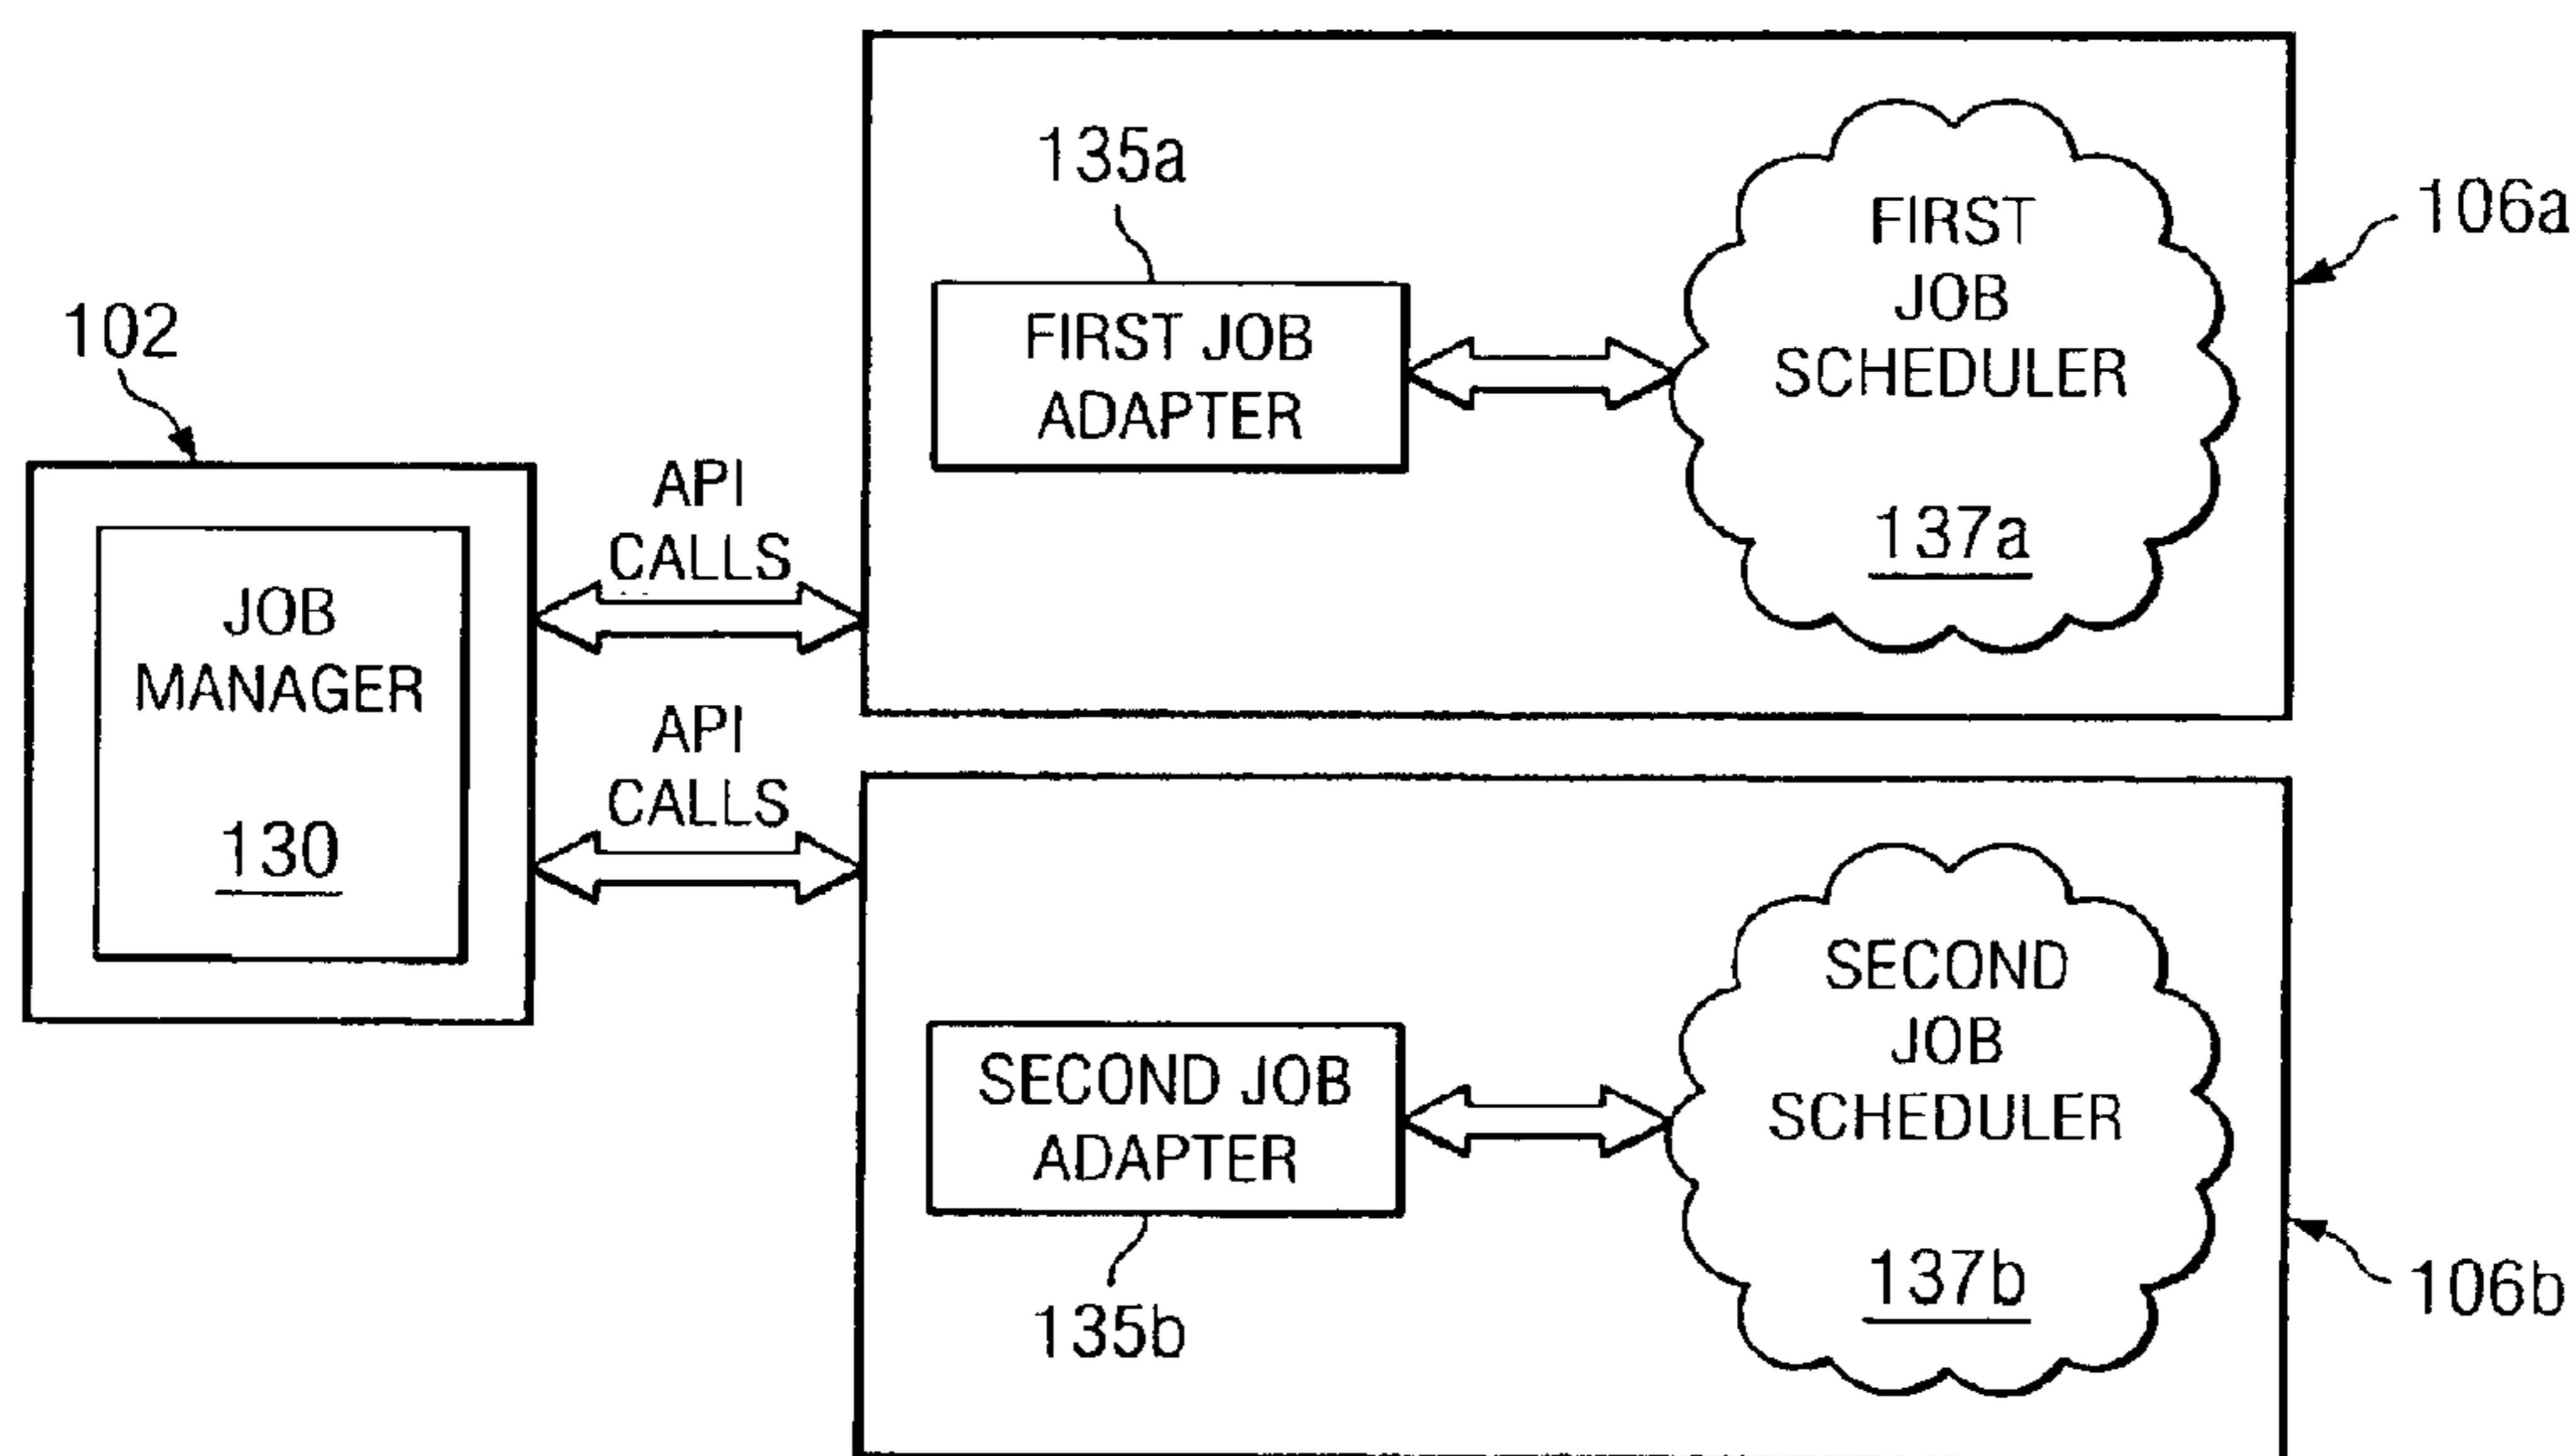 102
JOB
MANAGER
130
API
CALLS
API
CALLS
135a
FIRST JOB
ADAPTER
FIRST
JOB
SCHEDULER
137a
106a
SECOND JOB
ADAPTER
135b
SECOND
JOB
SCHEDULER
137b
106b